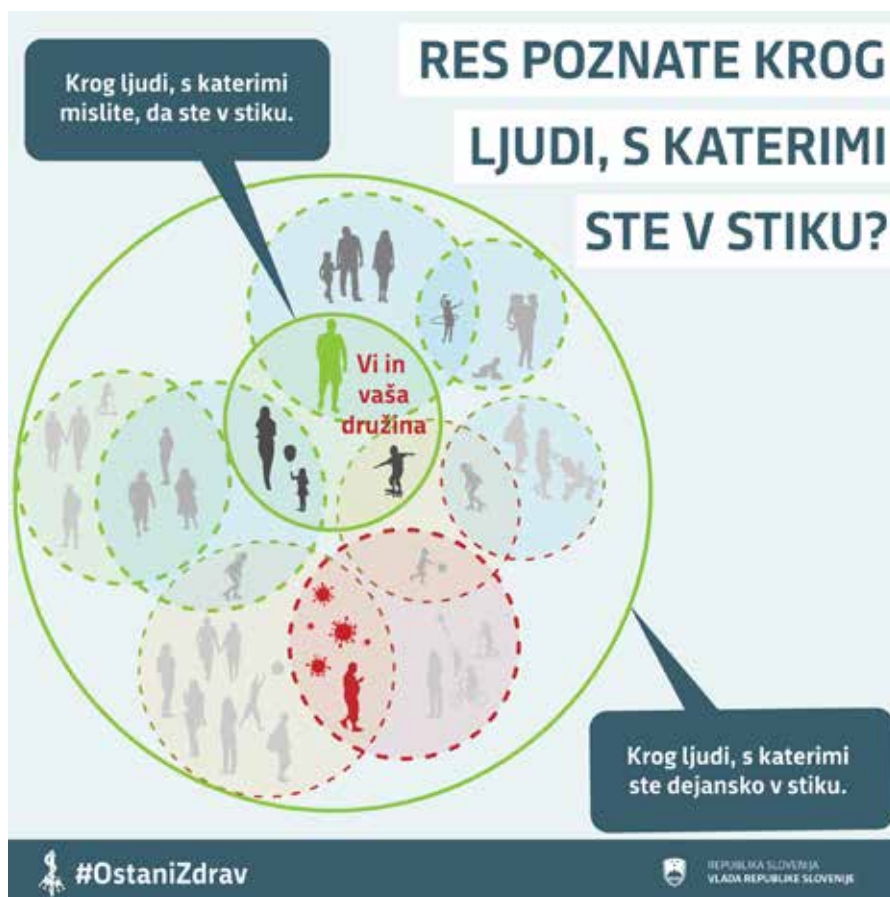 RES POZNATE KROG
LJUDI, S KATERIMI
STE V STIKU?
Krog ljudi, s katerimi
mislite, da ste v stiku.
Vi in
vaša
družina
Krog ljudi, s katerimi
ste dejansko v stiku.
#OstaniZdrav
REPUBLIKA SLOVENIJA
VLADA REPUBLIKE SLOVENIJE